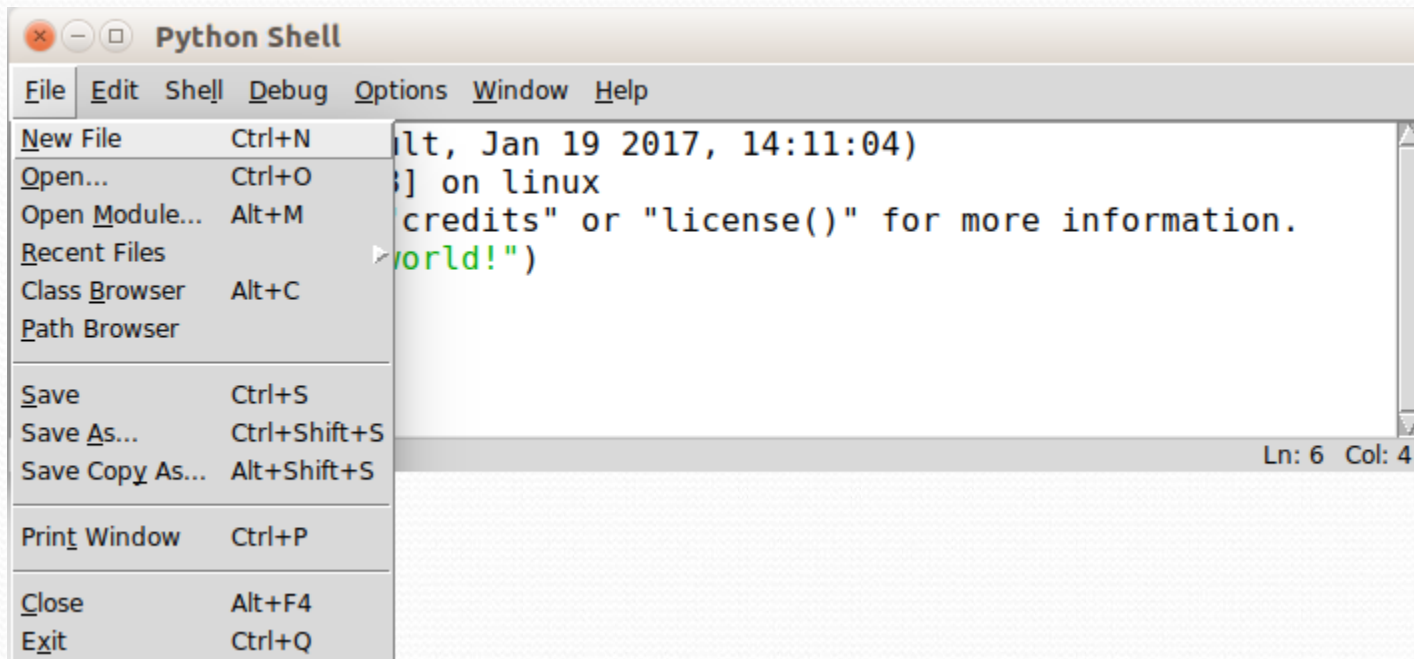 Python Shell
File Edit Shell Debug Options Window Help
New File Ctrl+N
Open... Ctrl+O
Open Module... Alt+M
Recent Files
Class Browser Alt+C
Path Browser
Save Ctrl+S
Save As... Ctrl+Shift+S
Save Copy As... Alt+Shift+S
Print Window Ctrl+P
Close Alt+F4
Exit Ctrl+Q
lt, Jan 19 2017, 14:11:04)
] on linux
credits" or "license()" for more information.
orld!")
Ln: 6 Col: 4